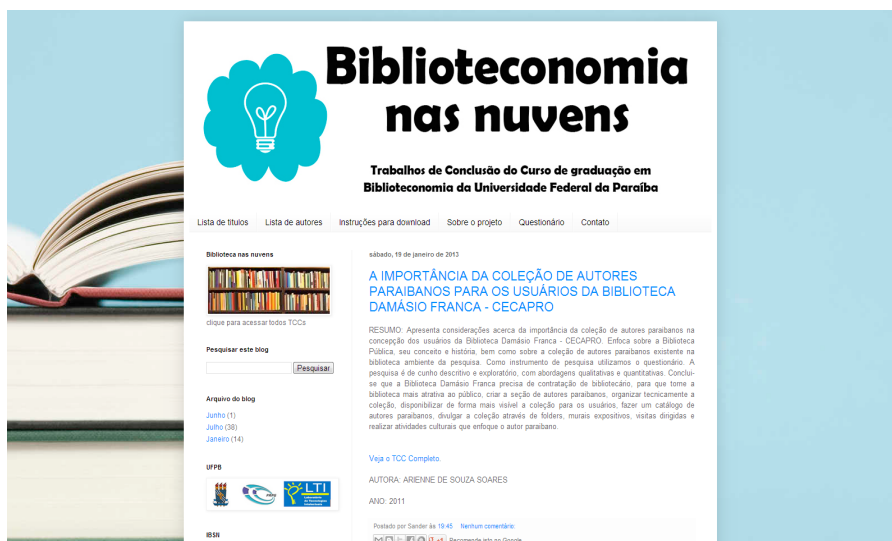 Biblioteconomia
nas nuvens
Trabalhos de Conclusão do Curso de graduação em
Biblioteconomia da Universidade Federal da Paraíba
Lista de titulos Lista de autores Instruções para download Sobre o projeto Questionário Contato
Biblioteca nas nuvens
clique para acessar todos TCCs
Pesquisar este blog
Pesquisar
Arquivo do blog
Junho (1)
Julho (38)
Janeiro (14)
UFPB
LTI
IBSN
sábado, 19 de janeiro de 2013
A IMPORTÂNCIA DA COLEÇÃO DE AUTORES
PARAIBANOS PARA OS USUÁRIOS DA BIBLIOTECA
DAMÁSIO FRANCA - CECAPRO
RESUMO: Apresenta considerações acerca da importância da coleção de autores paraibanos na
concepção dos usuários da Biblioteca Damásio Franca - CECAPRO. Enfoca sobre a Biblioteca
Pública, seu conceito e história, bem como sobre a coleção de autores paraibanos existente na
biblioteca ambiente da pesquisa. Como instrumento de pesquisa utilizamos o questionário. A
pesquisa é de cunho descritivo e exploratório, com abordagens qualitativas e quantitativas. Conclui-
se que a Biblioteca Damásio Franca precisa de contratação de bibliotecário, para que torne a
biblioteca mais atrativa ao público, criar a seção de autores paraibanos, organizar tecnicamente a
coleção, disponibilizar de forma mais visível a coleção para os usuários, fazer um catálogo de
autores paraibanos, divulgar a coleção através de folders, murais expositivos, visitas dirigidas e
realizar atividades culturais que enfoque o autor paraibano.
Veja o TCC Completo.
AUTORA: ARIENNE DE SOUZA SOARES
ANO: 2011
Postado por Sander às 19:45 Nenhum comentário:
Recomende isto no Google